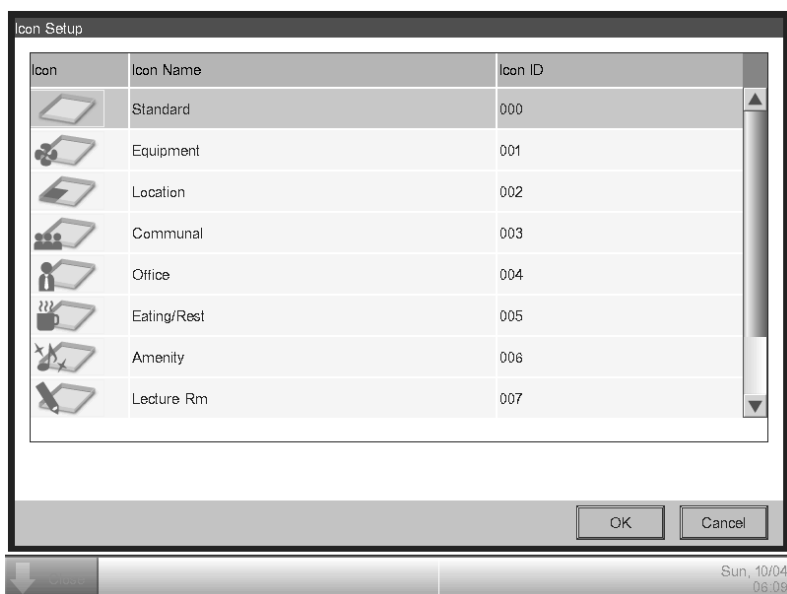 Icon Setup
Icon Icon Name Icon ID
Standard 000
Equipment 001
Location 002
Communal 003
Office 004
Eating/Rest 005
Amenity 006
Lecture Rm 007
OK Cancel
Close Sun, 10/04
06:09